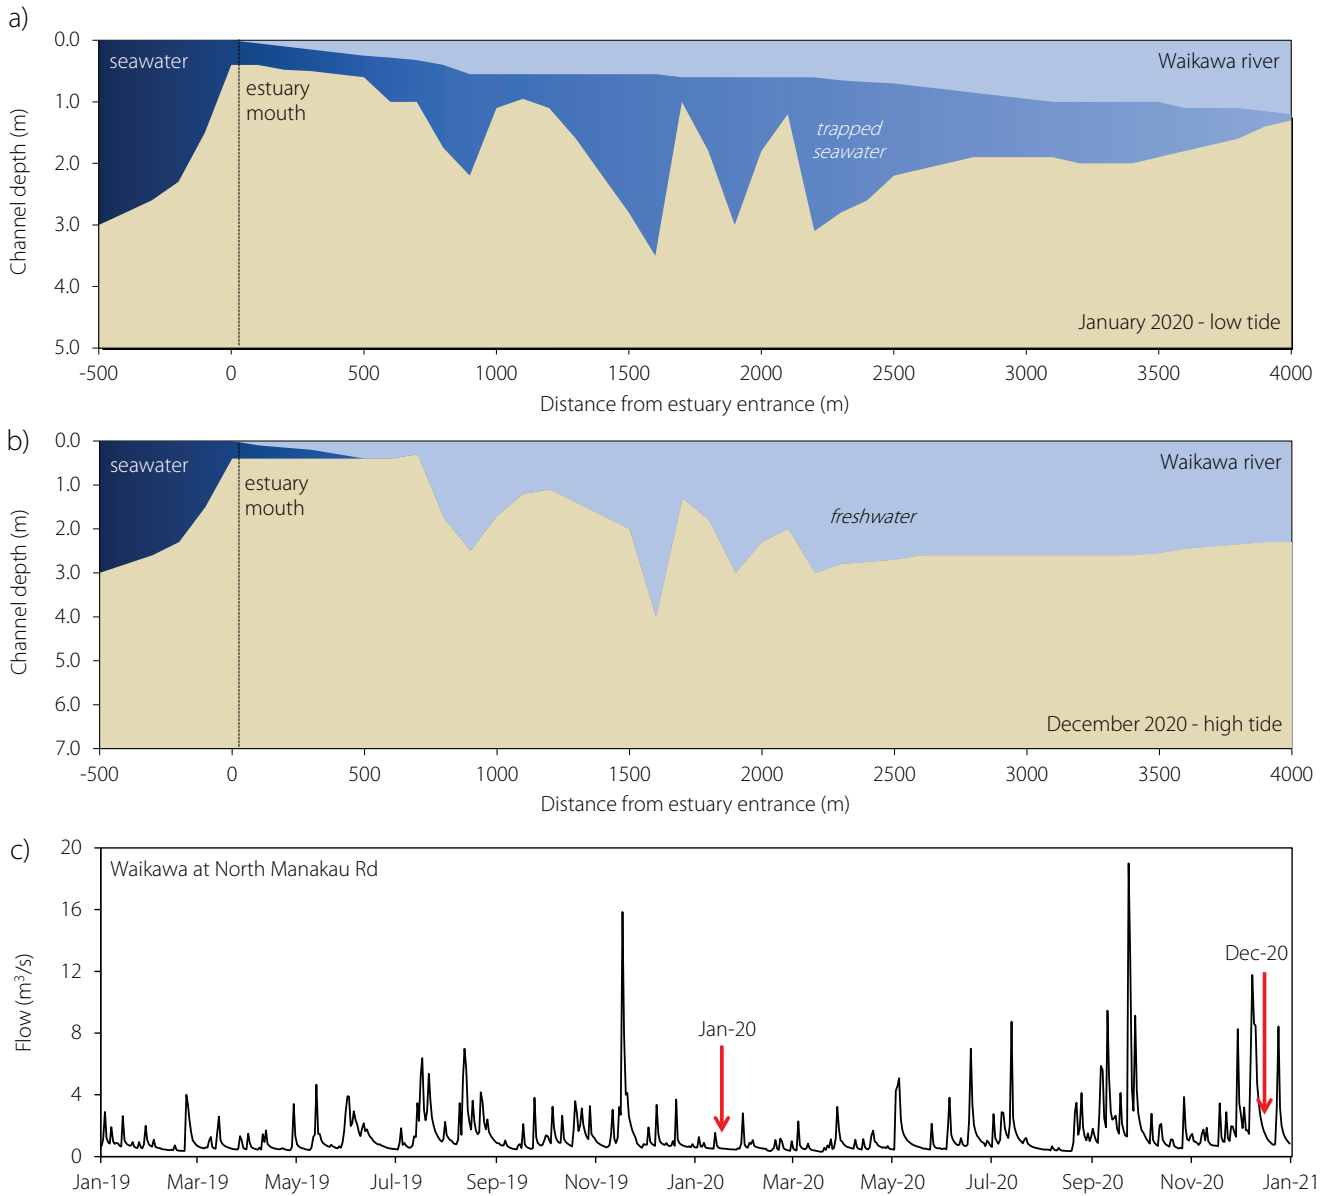 a)
0.0
1.0
2.0
3.0
4.0
5.0
Channel depth (m)
seawater
estuary
mouth
Waikawa river
trapped
seawater
January 2020 - low tide
-500 0 500 1000 1500 2000 2500 3000 3500 4000
Distance from estuary entrance (m)
b)
0.0
1.0
2.0
3.0
4.0
5.0
6.0
7.0
Channel depth (m)
seawater
estuary
mouth
Waikawa river
freshwater
December 2020 - high tide
-500 0 500 1000 1500 2000 2500 3000 3500 4000
Distance from estuary entrance (m)
c)
20
16
12
8
4
0
Flow (m³/s)
Waikawa at North Manakau Rd
Jan-20
Dec-20
Jan-19 Mar-19 May-19 Jul-19 Sep-19 Nov-19 Jan-20 Mar-20 May-20 Jul-20 Sep-20 Nov-20 Jan-21